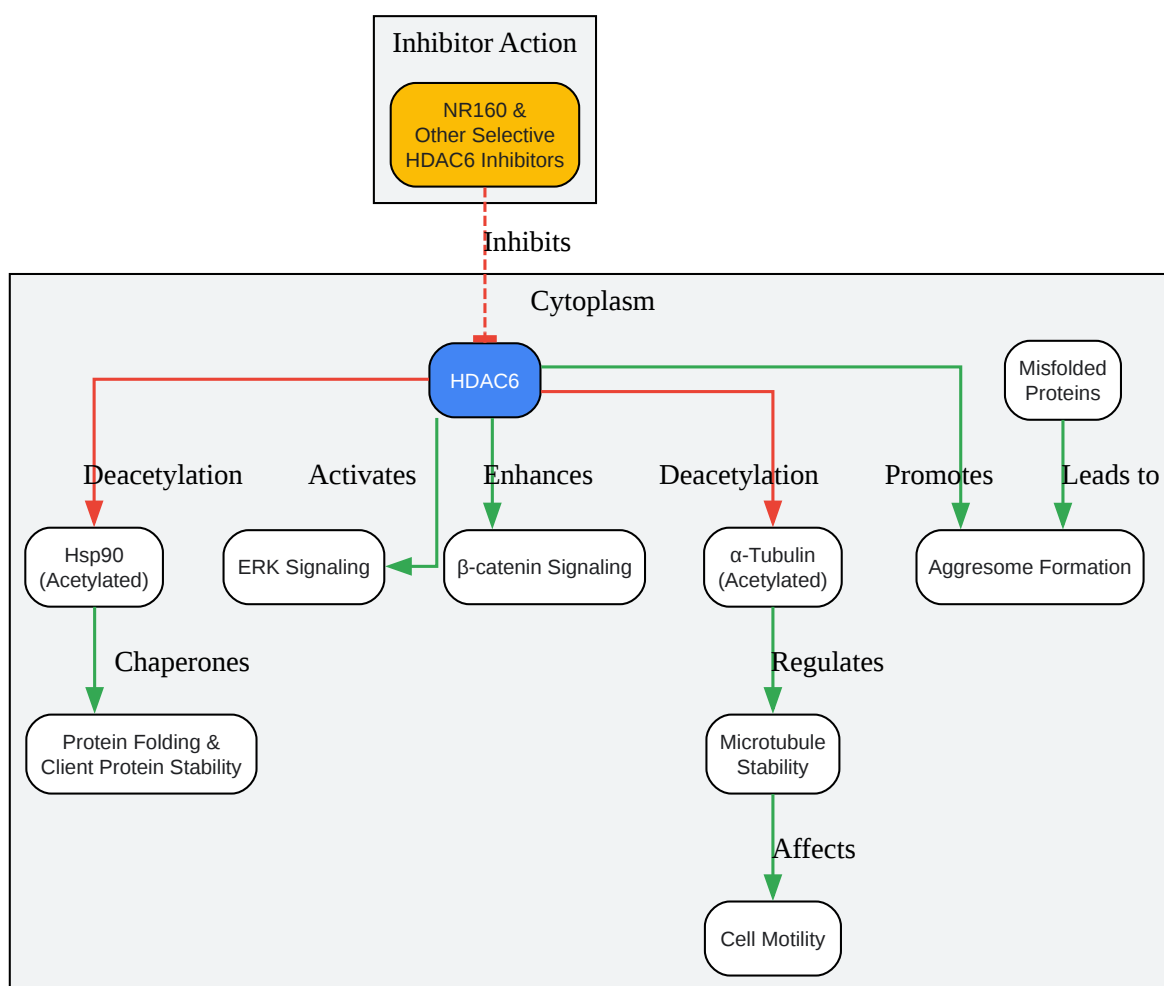 Inhibitor Action
NR160 &
Other Selective
HDAC6 Inhibitors
Inhibits
Cytoplasm
HDAC6
Misfolded
Proteins
Deacetylation
Activates
Enhances
Deacetylation
Promotes
Leads to
Hsp90
(Acetylated)
ERK Signaling
β-catenin Signaling
α-Tubulin
(Acetylated)
Aggresome Formation
Chaperones
Regulates
Protein Folding &
Client Protein Stability
Microtubule
Stability
Affects
Cell Motility